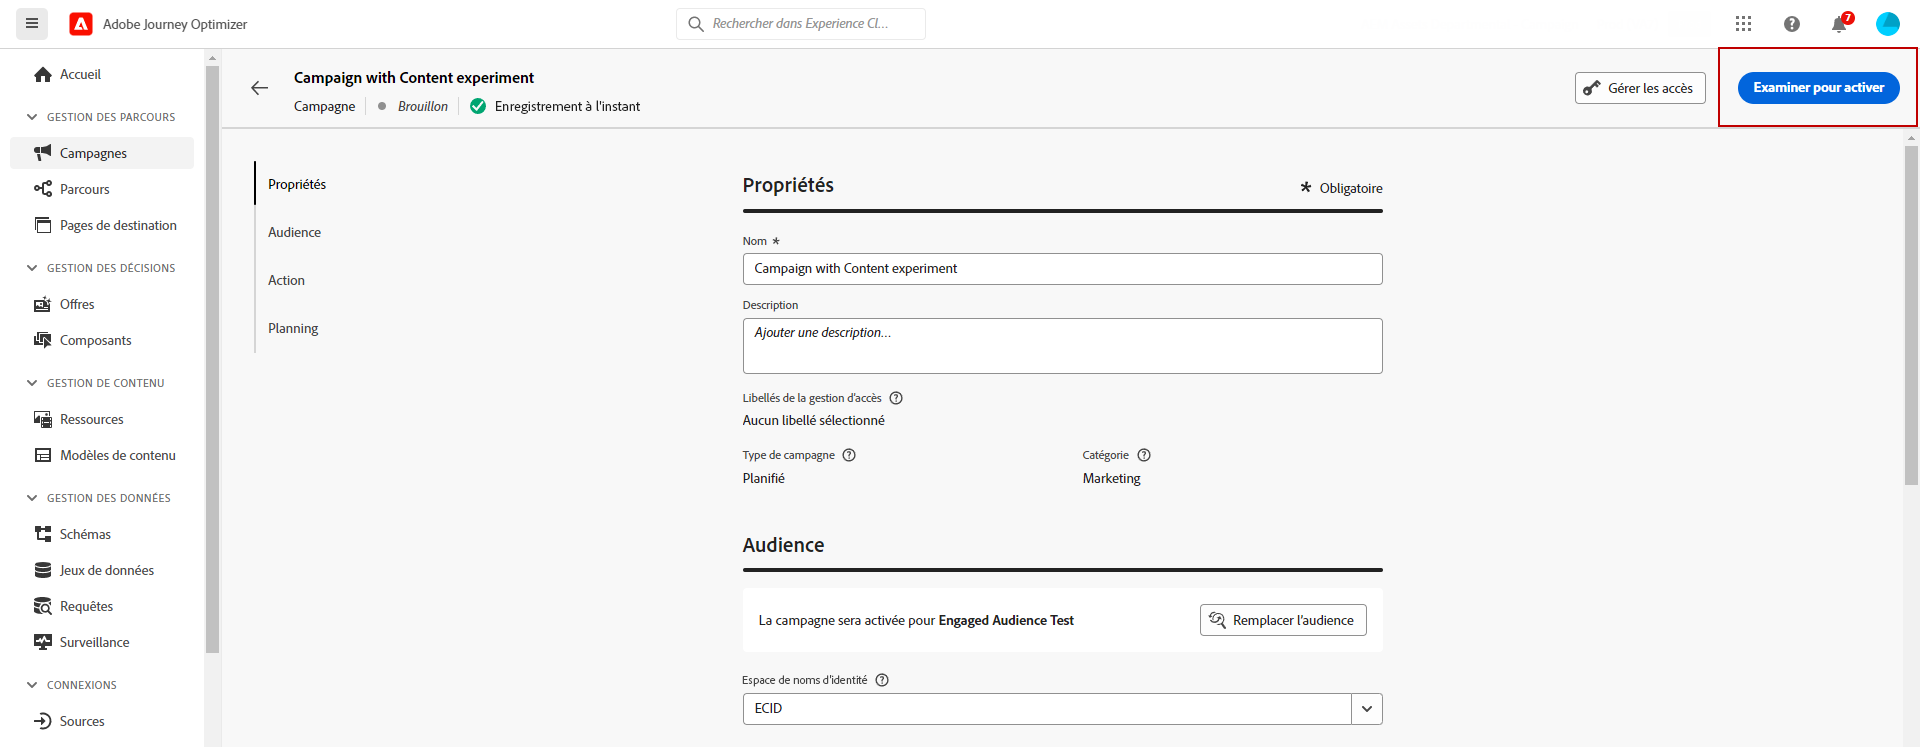 Adobe Journey Optimizer
Rechercher dans Experience Cl...
7
Accueil
GESTION DES PARCOURS
Campagnes
Parcours
Pages de destination
GESTION DES DÉCISIONS
Offres
Composants
GESTION DE CONTENU
Ressources
Modèles de contenu
GESTION DES DONNÉES
Schémas
Jeux de données
Requêtes
Surveillance
CONNEXIONS
Sources
Campaign with Content experiment
Campagne
Brouillon
Enregistrement à l'instant
Gérer les accès
Examiner pour activer
Propriétés
Audience
Action
Planning
Propriétés
* Obligatoire
Nom *
Campaign with Content experiment
Description
Ajouter une description...
Libellés de la gestion d'accès
Aucun libellé sélectionné
Type de campagne
Planifié
Catégorie
Marketing
Audience
La campagne sera activée pour Engaged Audience Test
Remplacer l'audience
Espace de noms d'identité
ECID